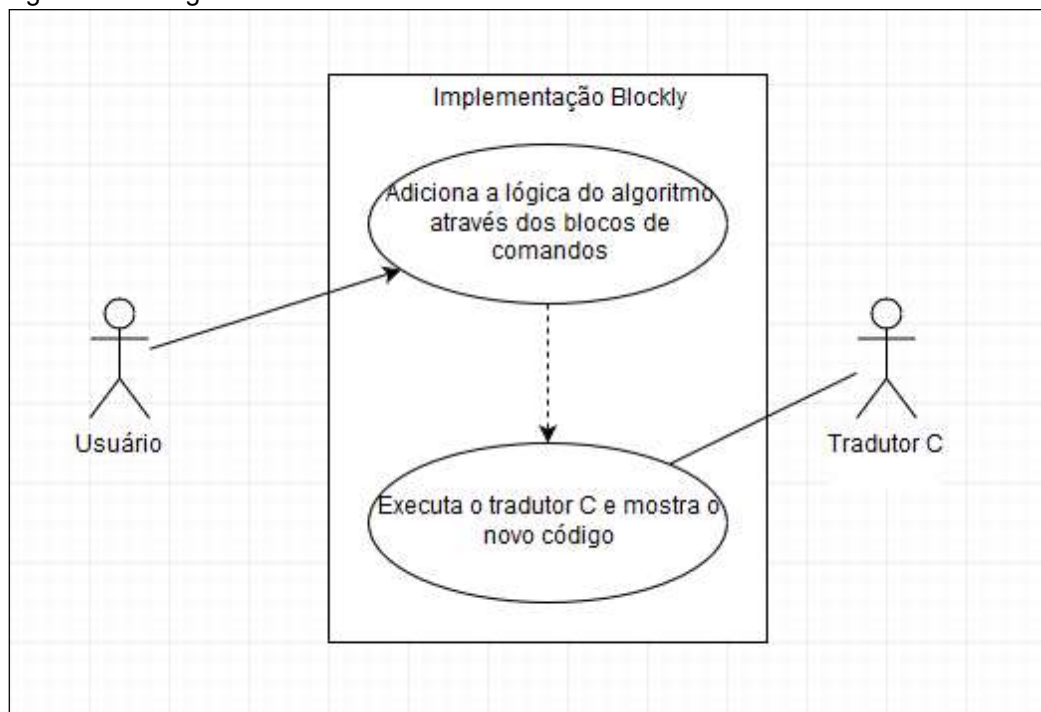 Implementação Blockly
Adiciona a lógica do algoritmo
através dos blocos de
comandos
Usuário
Tradutor C
Executa o tradutor C e mostra o
novo código